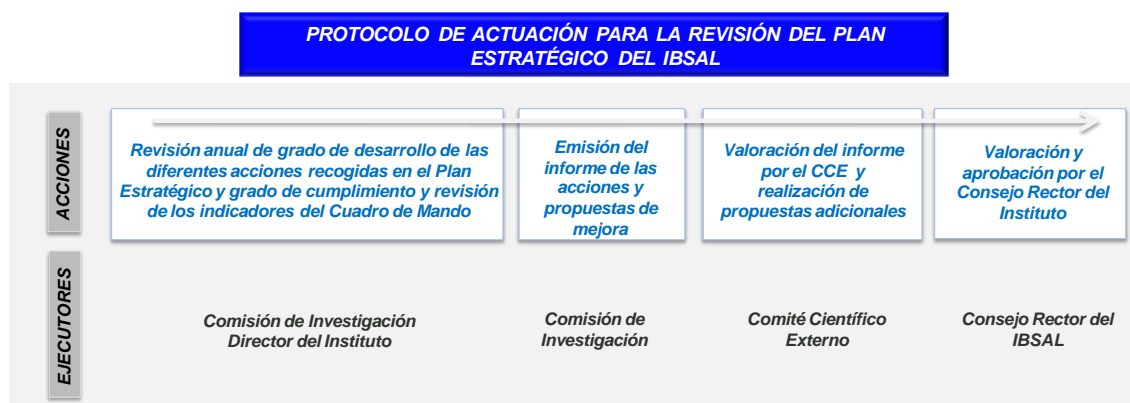 PROTOCOLO DE ACTUACIÓN PARA LA REVISIÓN DEL PLAN
ESTRATÉGICO DEL IBSAL
ACCIONES
Revisión anual de grado de desarrollo de las
diferentes acciones recogidas en el Plan
Estratégico y grado de cumplimiento y revisión
de los indicadores del Cuadro de Mando
Emisión del
informe de las
acciones y
propuestas de
mejora
Valoración del informe
por el CCE y
realización de
propuestas adicionales
Valoración y
aprobación por el
Consejo Rector del
Instituto
EJECUTORES
Comisión de Investigación
Director del Instituto
Comisión de
Investigación
Comité Científico
Externo
Consejo Rector del
IBSAL